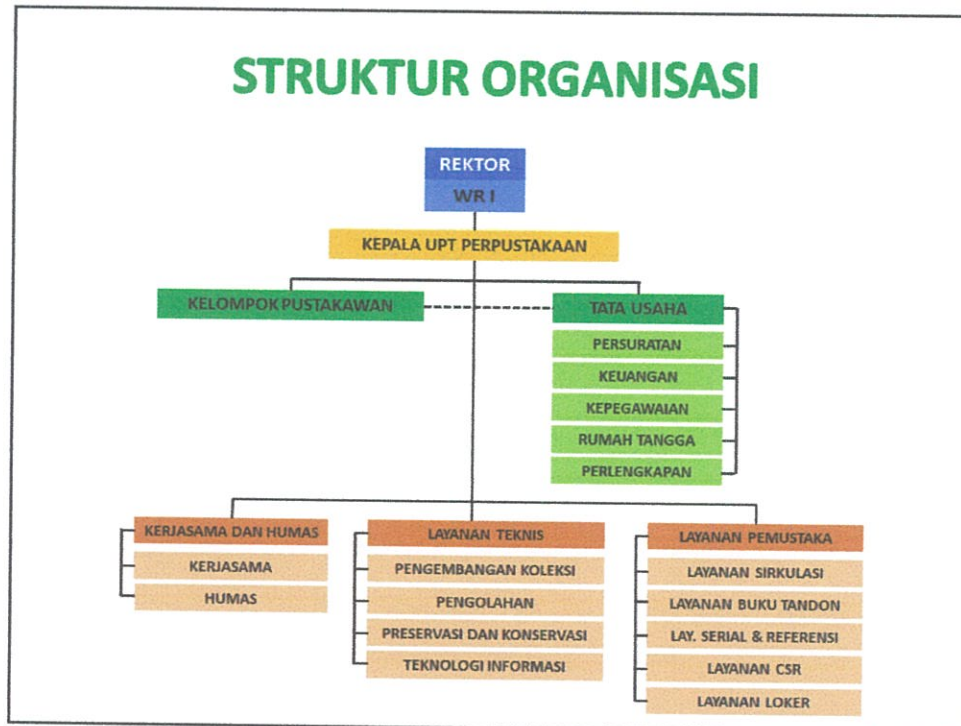 STRUKTUR ORGANISASI
REKTOR
WR I
KEPALA UPT PERPUSTAKAAN
KELOMPOK PUSTAKAWAN
TATA USAHA
PERSURATAN
KEUANGAN
KEPEGAWAIAN
RUMAH TANGGA
PERLENGKAPAN
KERJASAMA DAN HUMAS
KERJASAMA
HUMAS
LAYANAN TEKNIS
PENGEMBANGAN KOLEKSI
PENGOLAHAN
PRESERVASI DAN KONSERVASI
TEKNOLOGI INFORMASI
LAYANAN PEMUSTAKA
LAYANAN SIRKULASI
LAYANAN BUKU TANDON
LAY. SERIAL & REFERENSI
LAYANAN CSR
LAYANAN LOKER